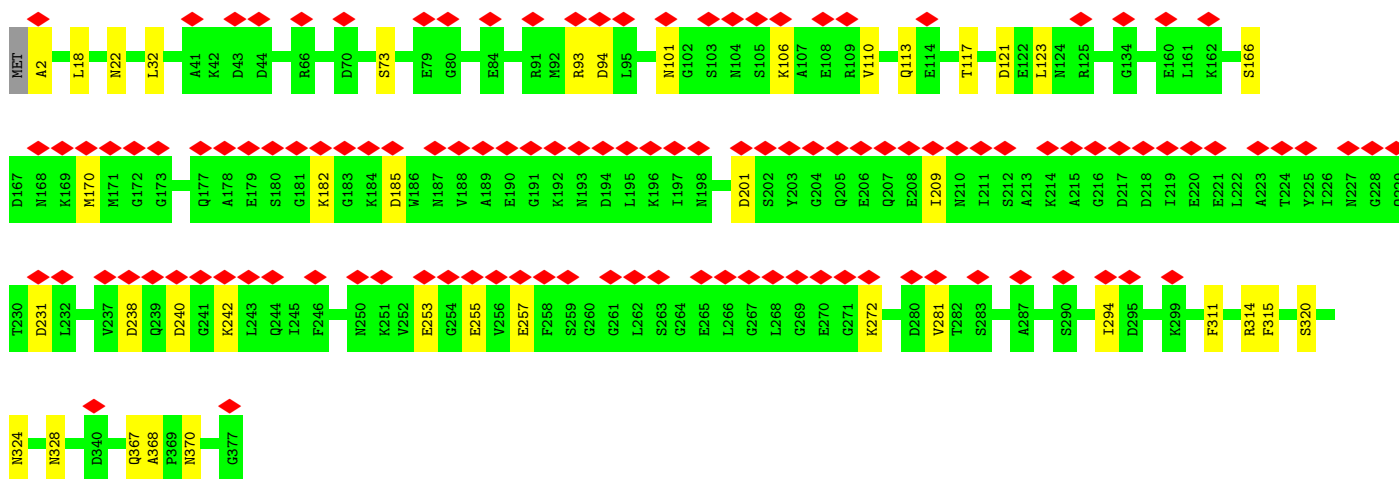 MET A2 L18 N22 L32 A41 K42 D43 D44 R66 D70 S73 E79 G80 E84 R91 M92 R93 D94 L95 N101 G102 S103 N104 S105 K106 A107 E108 R109 V110 Q113 E114 T117 D121 E122 L123 N124 R125 G134 E160 L161 K162 S166
D167 N168 K169 M170 M171 G172 G173 Q177 A178 E179 S180 G181 K182 G183 K184 D185 W186 N187 V188 A189 E190 G191 K192 N193 D194 L195 K196 I197 N198 D201 S202 Y203 G204 Q205 E206 Q207 E208 I209 N210 I211 S212 A213 K214 A215 G216 D217 D218 I219 E220 E221 L222 A223 T224 Y225 I226 N227 G228
T230 D231 L232 V237 D238 Q239 D240 G241 K242 L243 Q244 I245 F246 N250 K251 V252 E253 G254 E255 V256 E257 F258 S259 G260 G261 L262 S263 G264 E265 L266 G267 L268 G269 E270 G271 K272 D280 V281 T282 S283 A287 S290 I294 D295 K299 F311 R314 F315 S320
N324 N328 D340 Q367 A368 P369 N370 G377